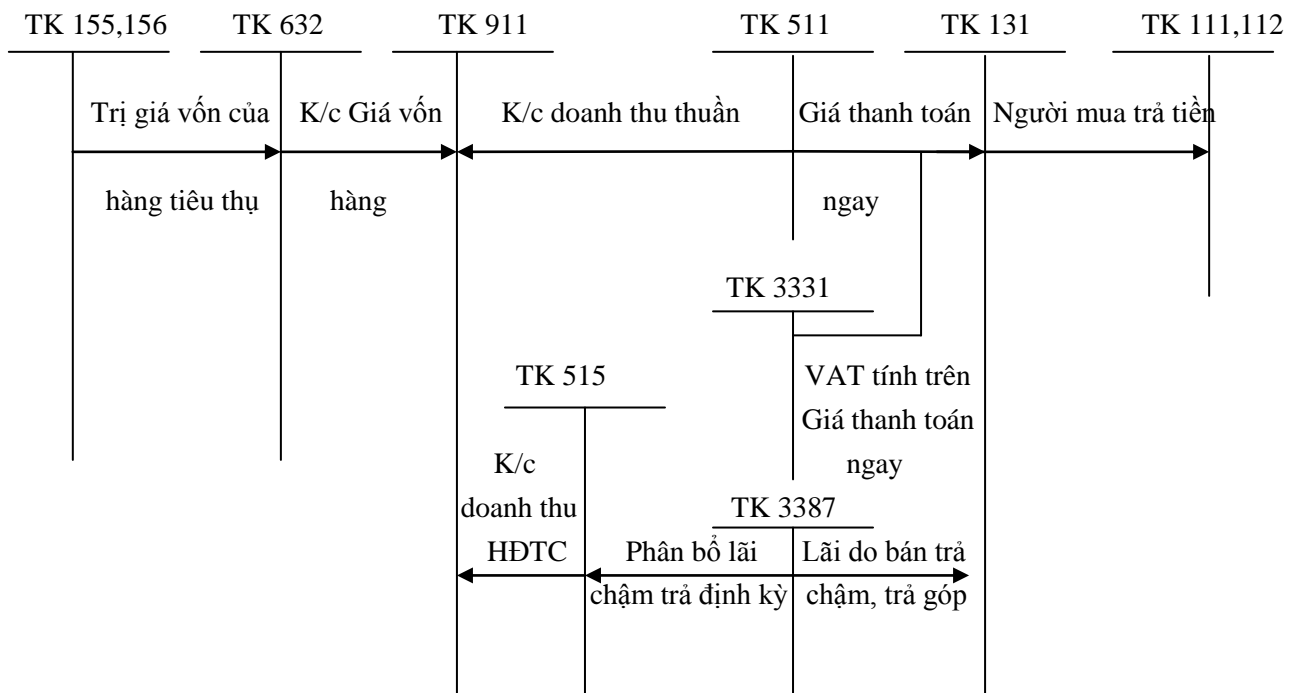 TK 155,156 TK 632 TK 911 TK 511 TK 131 TK 111,112
Trị giá vốn của K/c Giá vốn K/c doanh thu thuần Giá thanh toán Người mua trả tiền
hàng tiêu thụ hàng ngay
TK 3331
TK 515 VAT tính trên
Giá thanh toán
K/c ngay
doanh thu TK 3387
HĐTC Phân bổ lãi Lãi do bán trả
chậm trả định kỳ chậm, trả góp